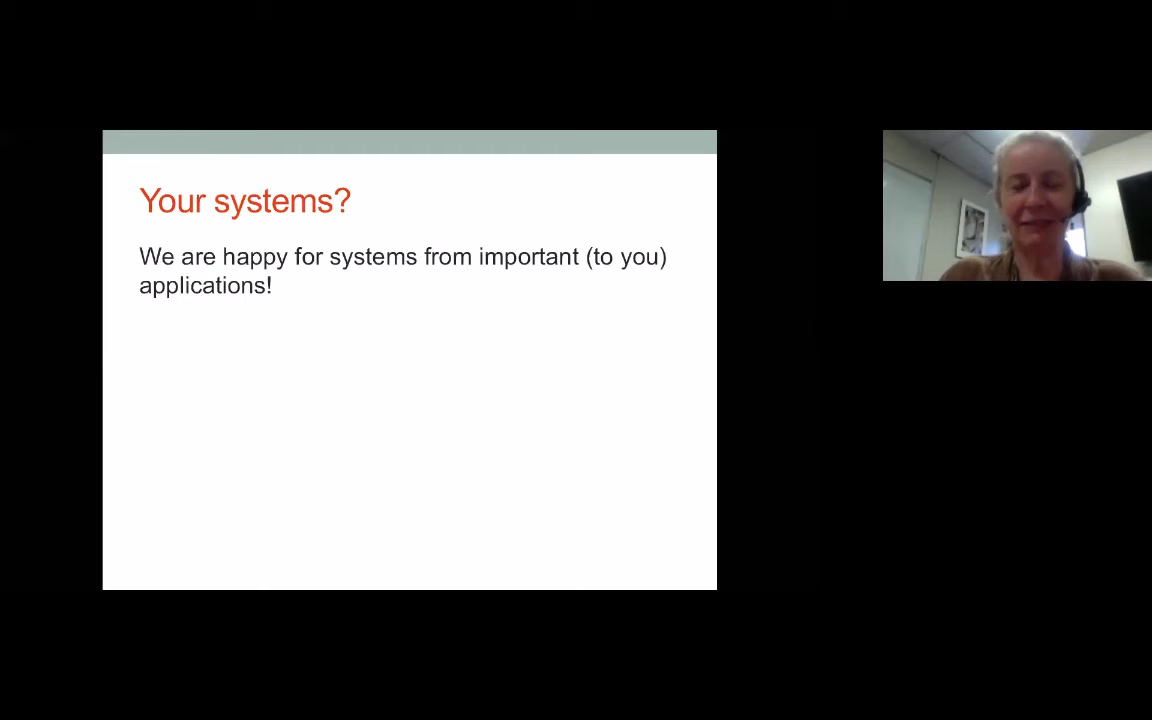 Your systems?
We are happy for systems from important (to you)
applications!